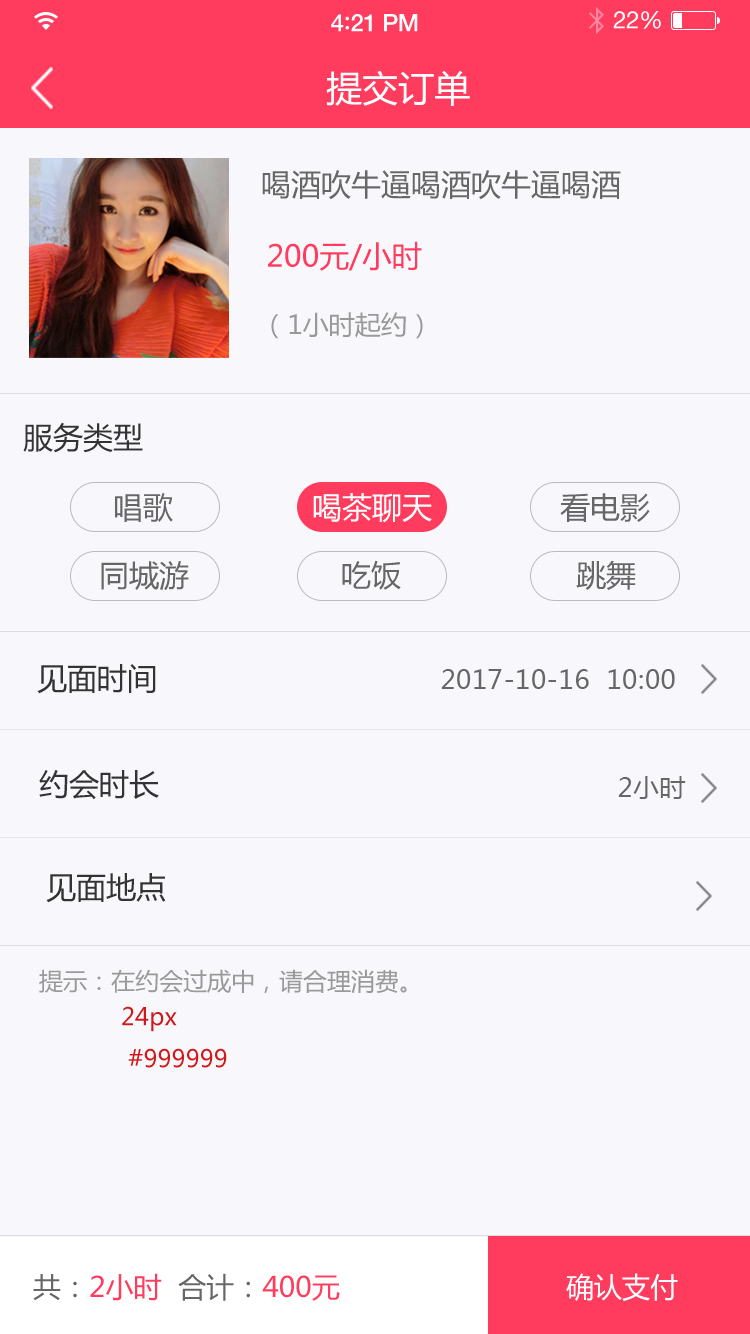 4:21 PM
22%
提交订单
喝酒吹牛逼喝酒吹牛逼喝酒
200元/小时
（1小时起约）
服务类型
唱歌
喝茶聊天
看电影
同城游
吃饭
跳舞
见面时间
2017-10-16 10:00
约会时长
2小时
见面地点
提示：在约会过成中，请合理消费。
24px
#999999
共：2小时 合计：400元
确认支付